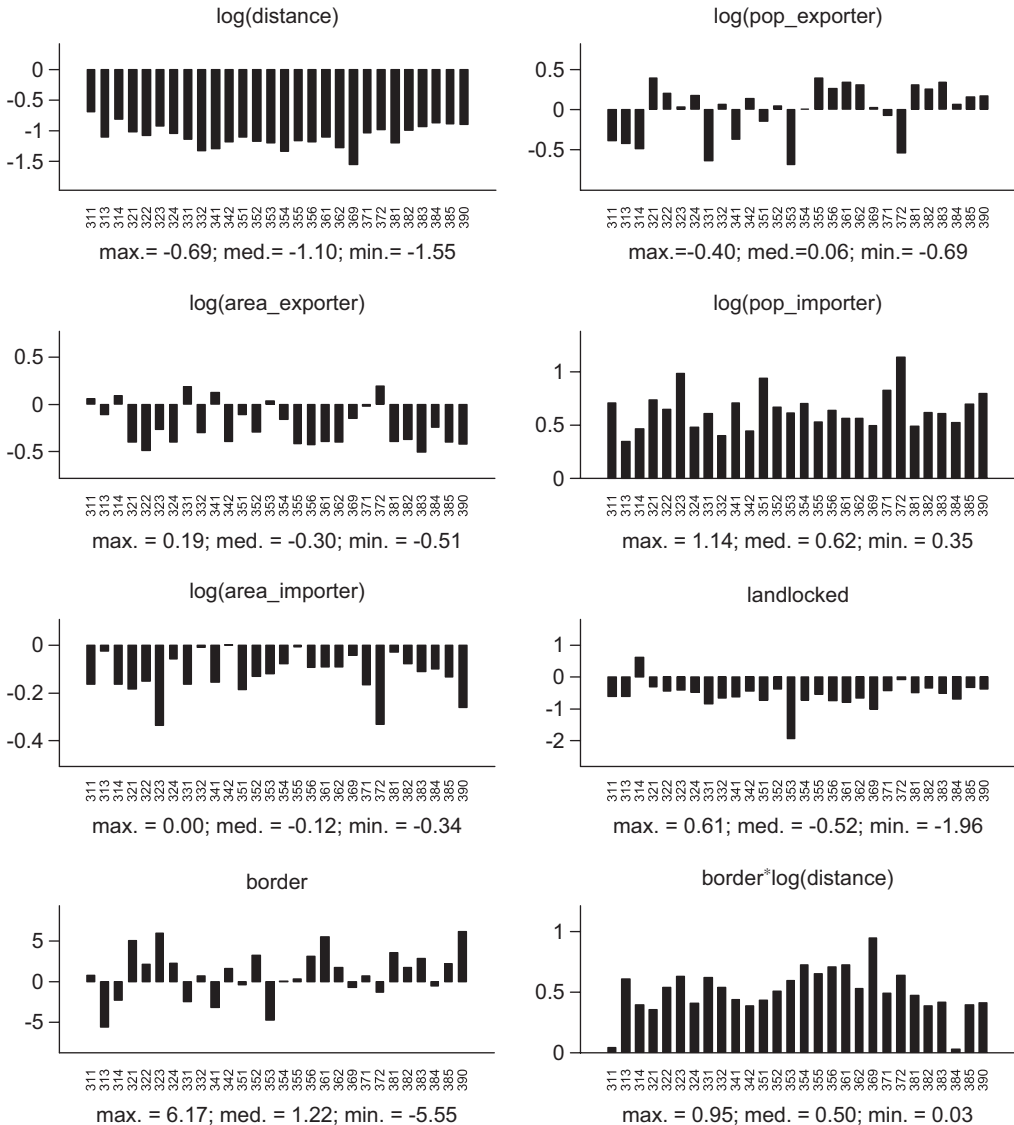 log(distance)
0
-0.5
-1
-1.5
311 313 314 321 322 323 324 331 332 341 342 351 352 353 354 355 356 361 362 369 371 372 381 382 383 384 385 390
max.= -0.69; med.= -1.10; min.= -1.55
log(pop_exporter)
0.5
0
-0.5
311 313 314 321 322 323 324 331 332 341 342 351 352 353 354 355 356 361 362 369 371 372 381 382 383 384 385 390
max.=-0.40; med.=0.06; min.= -0.69
log(area_exporter)
0.5
0
-0.5
311 313 314 321 322 323 324 331 332 341 342 351 352 353 354 355 356 361 362 369 371 372 381 382 383 384 385 390
max. = 0.19; med. = -0.30; min. = -0.51
log(pop_importer)
1
0.5
0
311 313 314 321 322 323 324 331 332 341 342 351 352 353 354 355 356 361 362 369 371 372 381 382 383 384 385 390
max. = 1.14; med. = 0.62; min. = 0.35
log(area_importer)
0
-0.2
-0.4
311 313 314 321 322 323 324 331 332 341 342 351 352 353 354 355 356 361 362 369 371 372 381 382 383 384 385 390
max. = 0.00; med. = -0.12; min. = -0.34
landlocked
1
0
-1
-2
311 313 314 321 322 323 324 331 332 341 342 351 352 353 354 355 356 361 362 369 371 372 381 382 383 384 385 390
max. = 0.61; med. = -0.52; min. = -1.96
border
5
0
-5
311 313 314 321 322 323 324 331 332 341 342 351 352 353 354 355 356 361 362 369 371 372 381 382 383 384 385 390
max. = 6.17; med. = 1.22; min. = -5.55
border*log(distance)
1
0.5
0
311 313 314 321 322 323 324 331 332 341 342 351 352 353 354 355 356 361 362 369 371 372 381 382 383 384 385 390
max. = 0.95; med. = 0.50; min. = 0.03